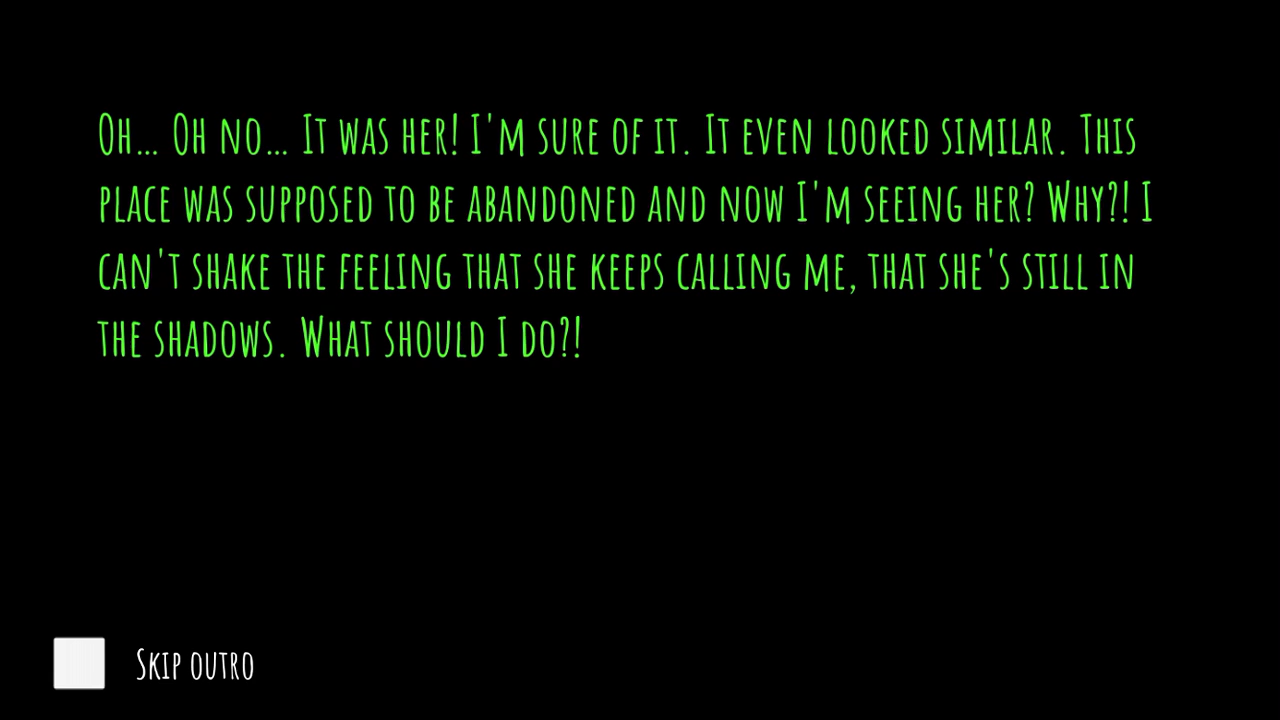 Oh... Oh no... It was her! I'm sure of it. It even looked similar. This
place was supposed to be abandoned and now I'm seeing her? Why?! I
can't shake the feeling that she keeps calling me, that she's still in
the shadows. What should I do?!
Skip outro